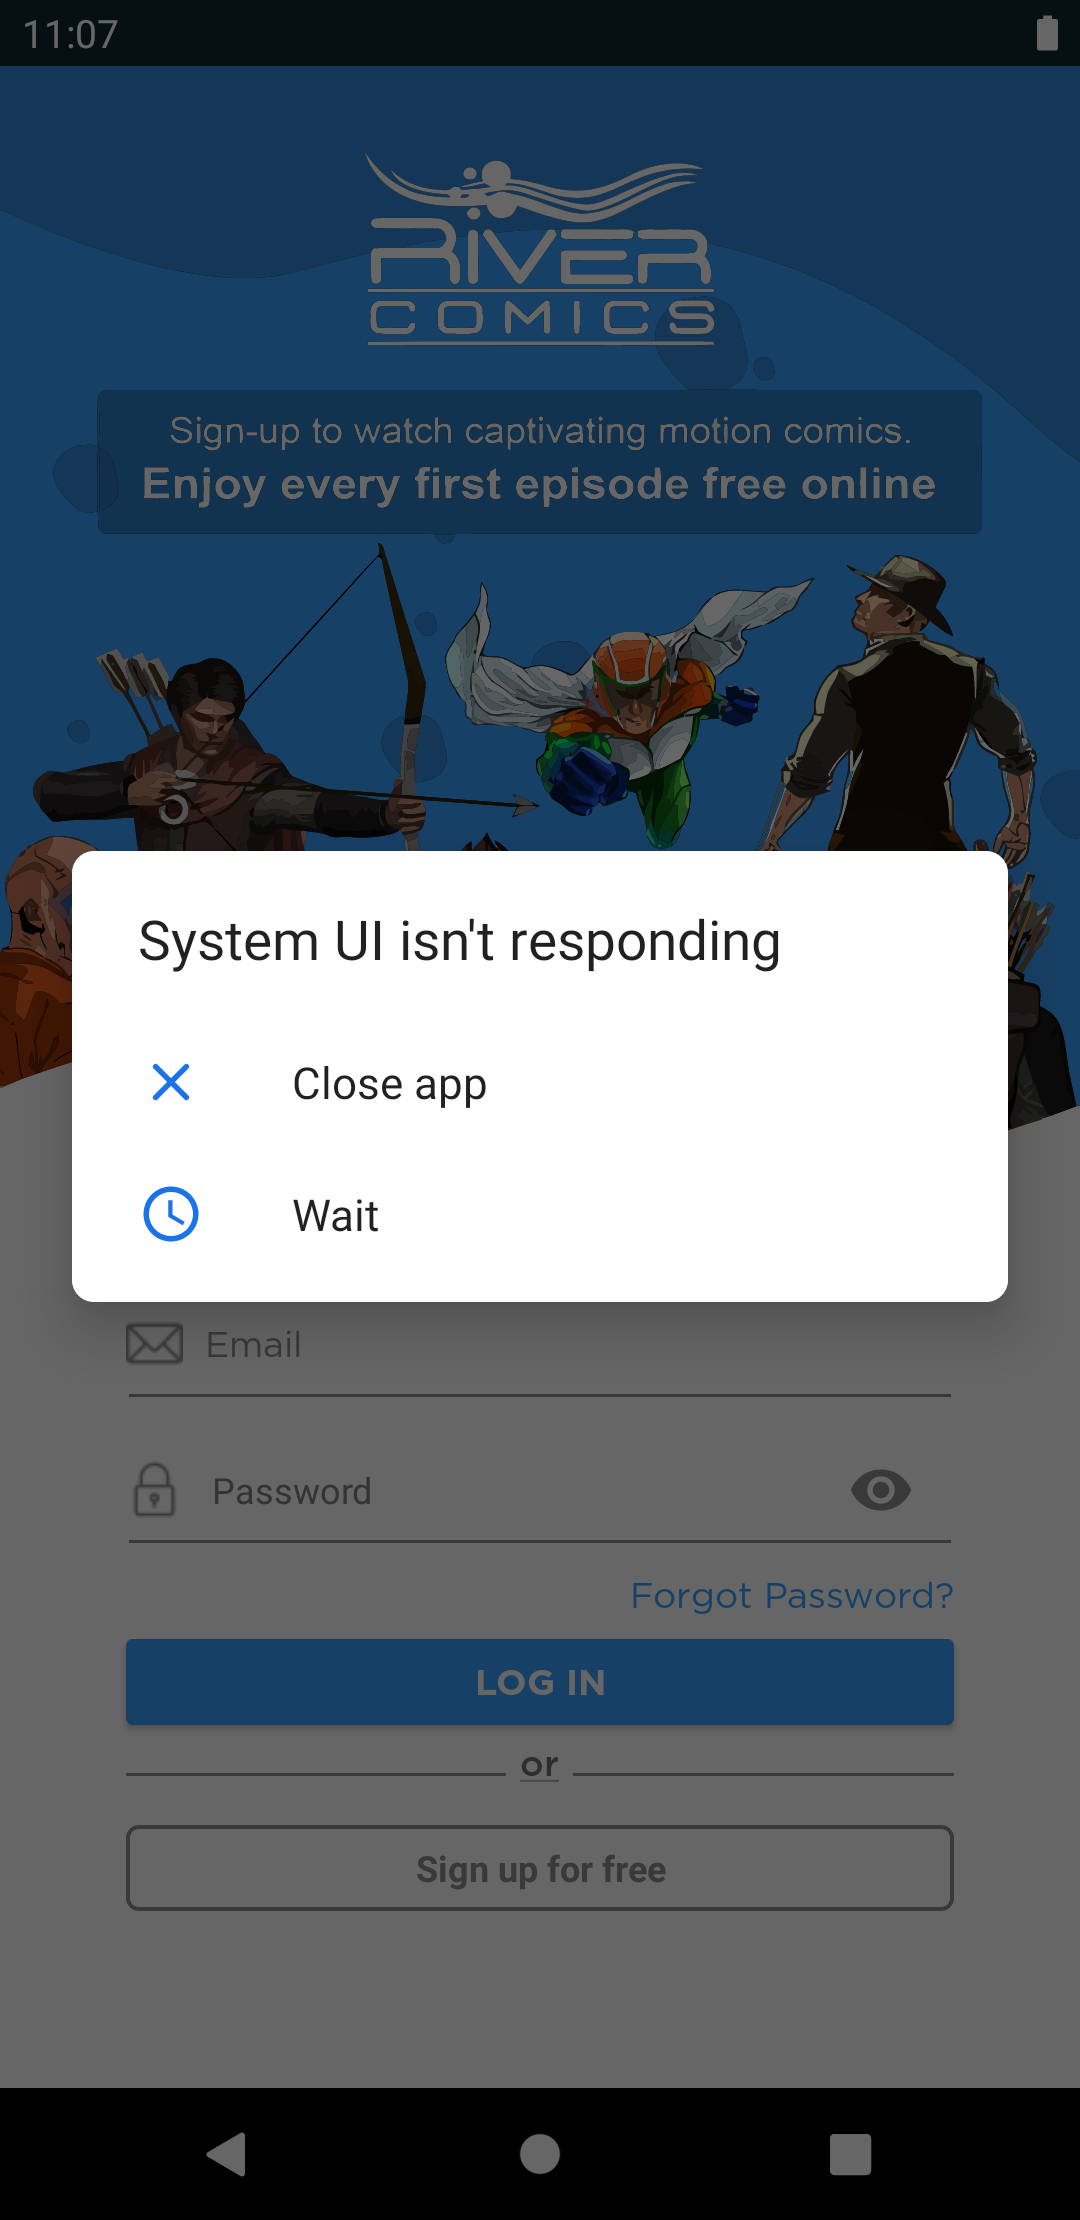 11:07
RiVER
COMICS
Sign-up to watch captivating motion comics.
Enjoy every first episode free online
System UI isn't responding
Close app
Wait
Email
Password
Forgot Password?
LOG IN
or
Sign up for free